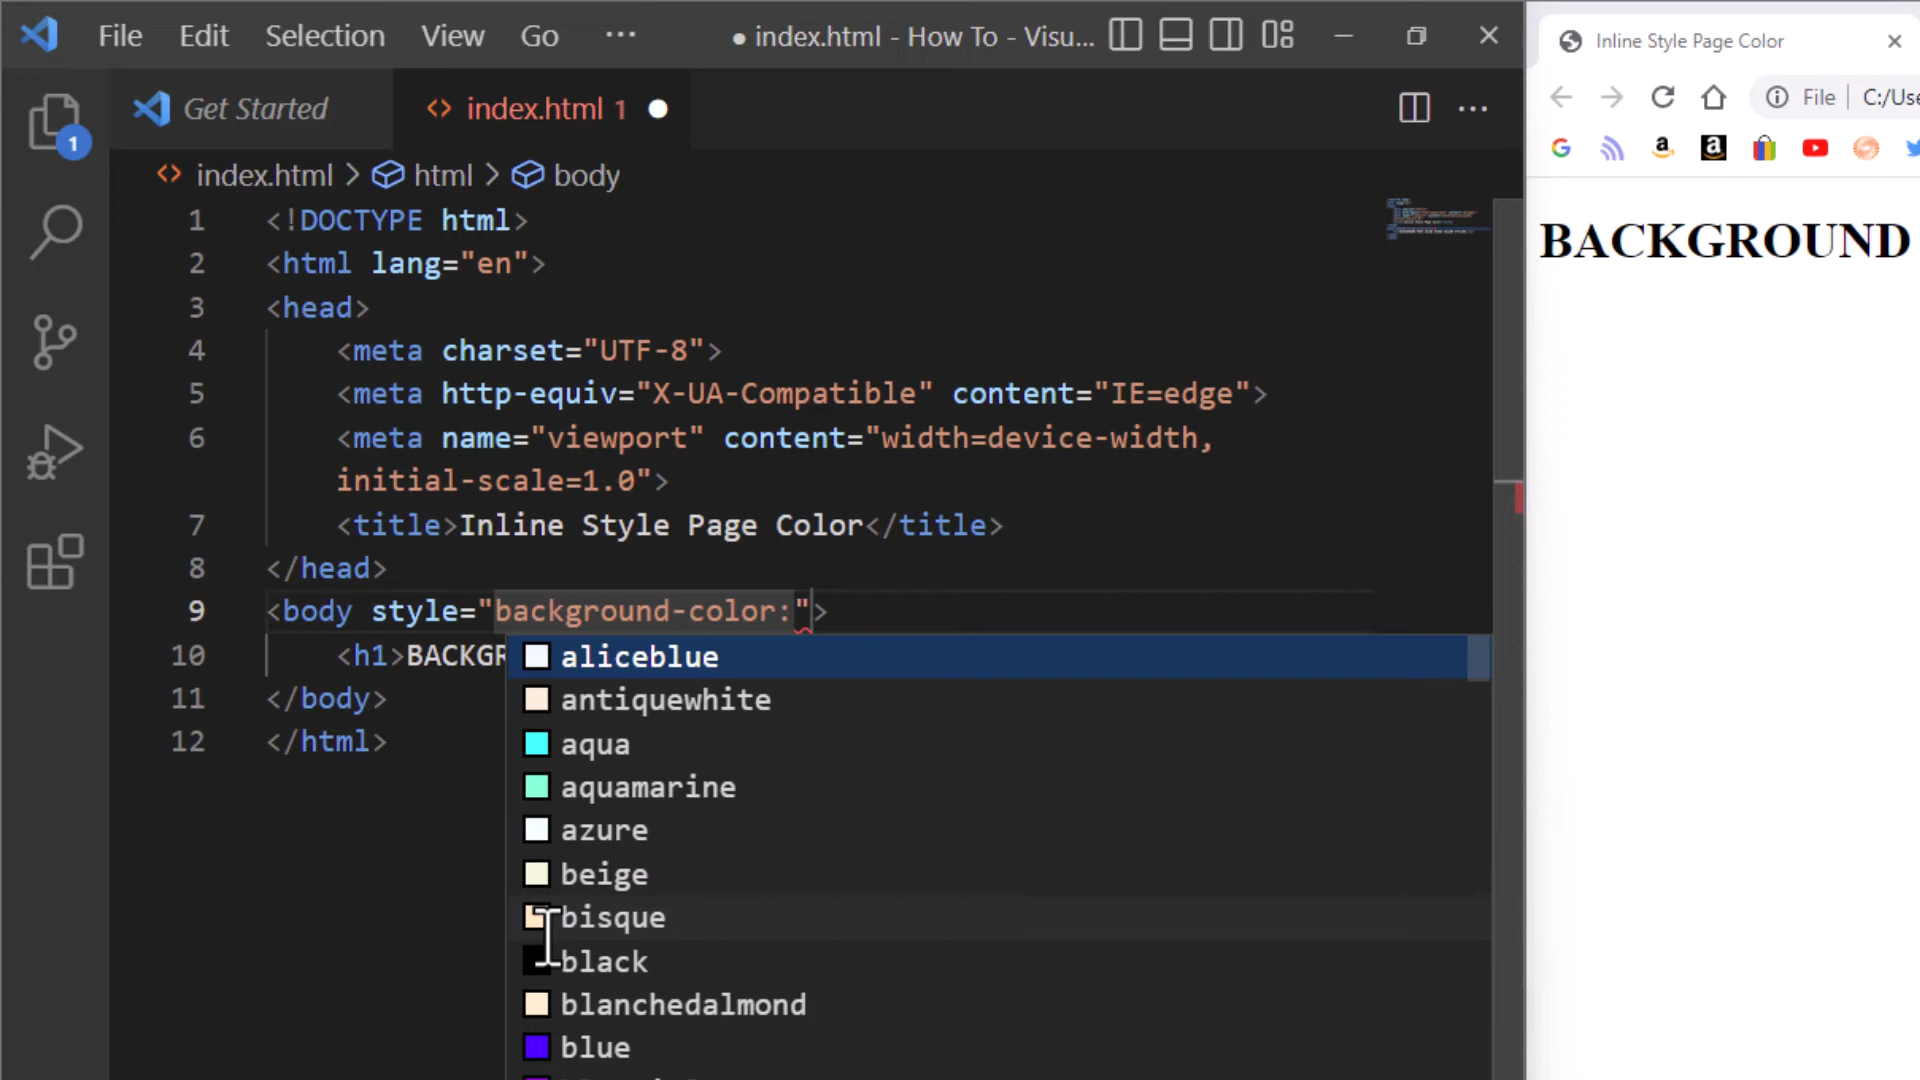 File Edit Selection View Go ... ● index.html - How To - Visu...
Get Started
index.html 1
index.html > html > body
1 <!DOCTYPE html>
2 <html lang="en">
3 <head>
4 <meta charset="UTF-8">
5 <meta http-equiv="X-UA-Compatible" content="IE=edge">
6 <meta name="viewport" content="width=device-width,
initial-scale=1.0">
7 <title>Inline Style Page Color</title>
8 </head>
9 <body style="background-color:">
10 <h1>BACKGR
11 </body>
12 </html>
aliceblue
antiquewhite
aqua
aquamarine
azure
beige
bisque
black
blanchedalmond
blue
1
Inline Style Page Color
File C:/Use
BACKGROUND